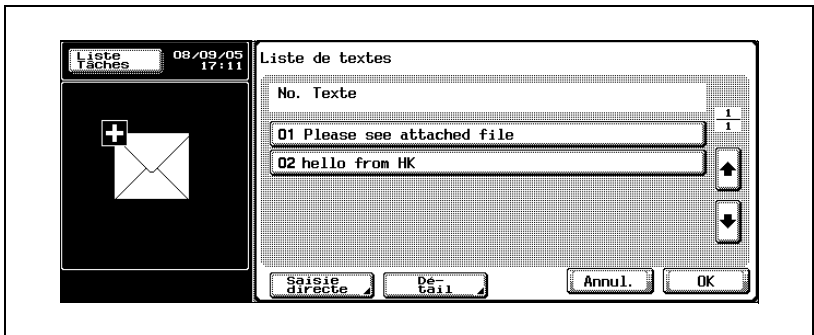 Liste
Tâches
08/09/05
17:11
Liste de textes
No. Texte
1
1
01 Please see attached file
02 hello from HK
Saisie
directe
Dé-
tail
Annul.
OK